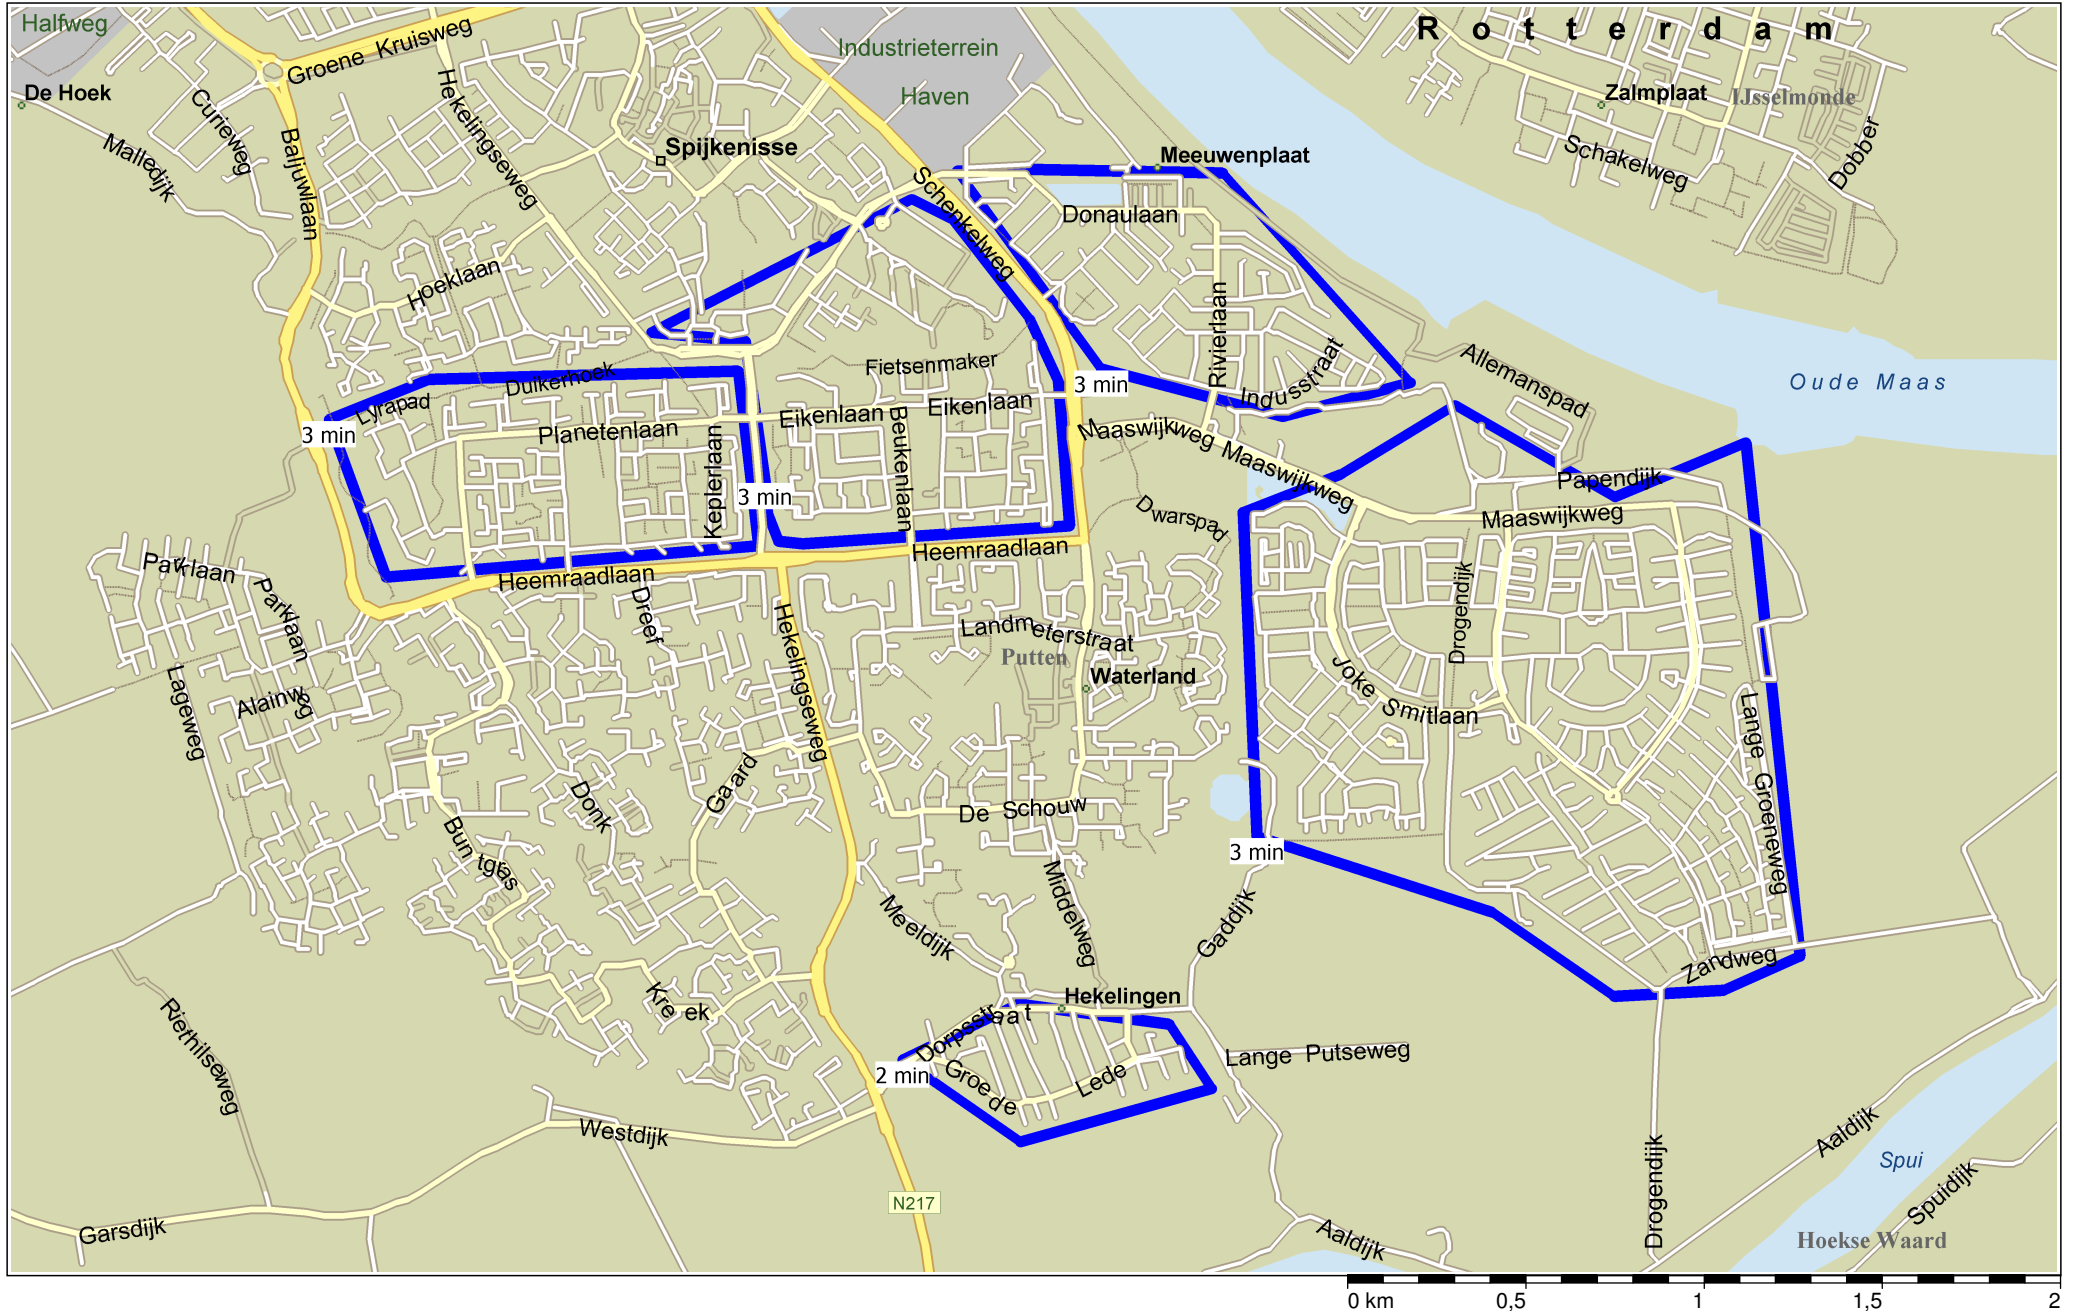 Halfweg
Groene Kruisweg
Industrieterrein
Haven
Rotterdam
De Hoek
Curieweg
Hekelingseweg
Zalmplaat
IJsselmonde
Malledijk
Baljuwlaan
Spijkenisse
Meeuwenplaat
Schakelweg
Dobber
Schenkelweg
Donaulaan
Hoeklaan
Rivierlaan
Allemanspad
Oude Maas
Duikerhoek
Fietsenmaker
3 min
Indusstraat
Lyrapad
Eikenlaan
Eikenlaan
3 min
Planetenlaan
Keplerlaan
Beukenlaan
Maaswijkweg
Maaswijkweg
Papendijk
3 min
Dwarspad
Maaswijkweg
Heemraadlaan
Heemraadlaan
Parklaan
Parklaan
Dreef
Hekelingseweg
Landmeterstraat
Putten
Drogendijk
Waterland
Joke Smitlaan
Lageweg
Alainweg
Lange Groeneweg
Gaard
Donk
De Schouw
Buntgras
3 min
Middelweg
Meeldijk
Gaddijk
Zandweg
Kreek
Hekelingen
Dorpsstraat
Riethilseweg
2 min
Groede
Lede
Lange Putseweg
Westdijk
Aaldijk
Drogendijk
Spui
Spuidijk
N217
Garsdijk
Aaldijk
Hoekse Waard
0 km 0,5 1 1,5 2